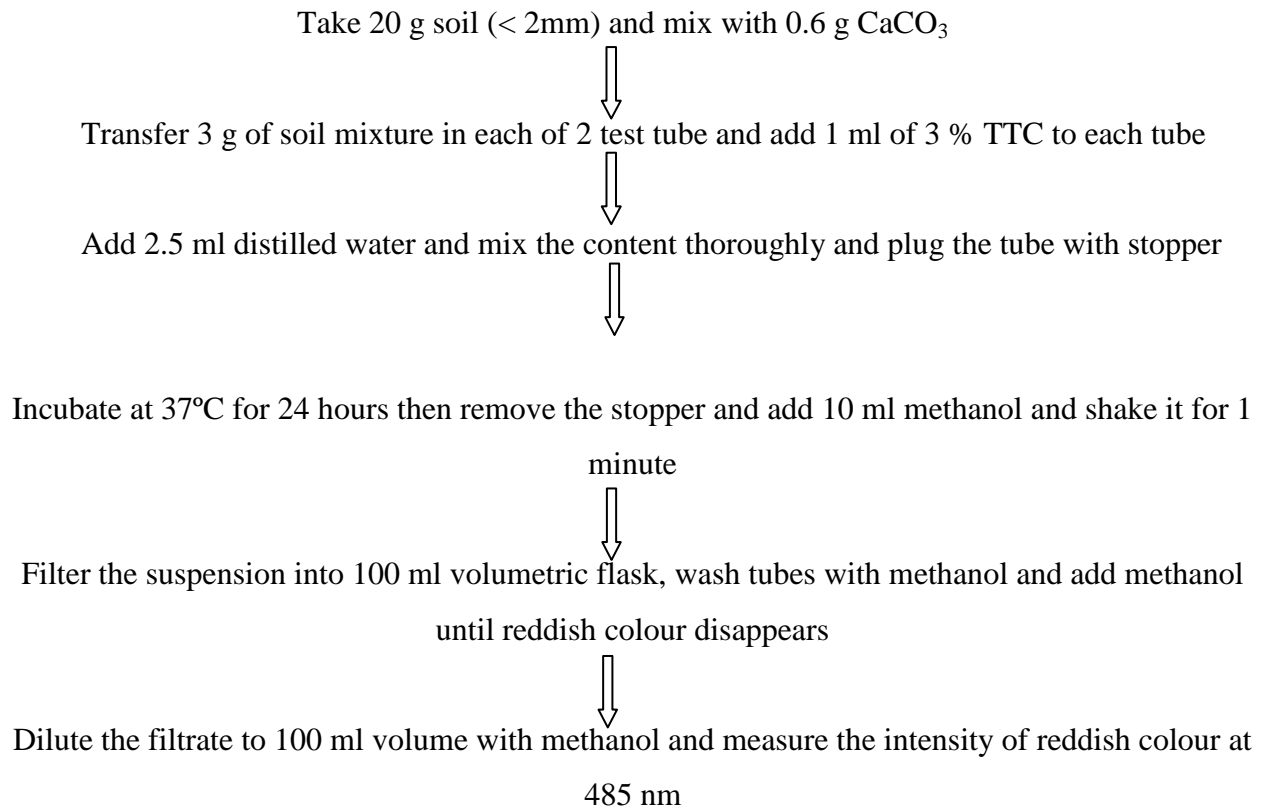 Take 20 g soil (< 2mm) and mix with 0.6 g CaCO₃
Transfer 3 g of soil mixture in each of 2 test tube and add 1 ml of 3 % TTC to each tube
Add 2.5 ml distilled water and mix the content thoroughly and plug the tube with stopper
Incubate at 37ºC for 24 hours then remove the stopper and add 10 ml methanol and shake it for 1
minute
Filter the suspension into 100 ml volumetric flask, wash tubes with methanol and add methanol
until reddish colour disappears
Dilute the filtrate to 100 ml volume with methanol and measure the intensity of reddish colour at
485 nm